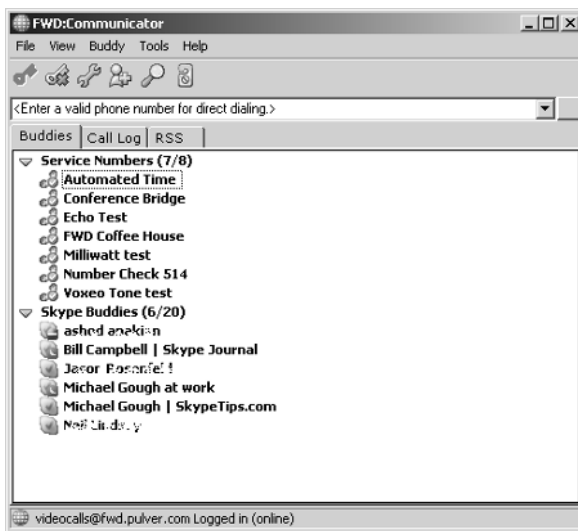 FWD:Communicator
File View Buddy Tools Help
<Enter a valid phone number for direct dialing.>
Buddies Call Log RSS
Service Numbers (7/8)
Automated Time
Conference Bridge
Echo Test
FWD Coffee House
Milliwatt test
Number Check 514
Voxeo Tone test
Skype Buddies (6/20)
Bill Campbell | Skype Journal
Michael Gough at work
Michael Gough | SkypeTips.com
videocalls@fwd.pulver.com Logged in (online)